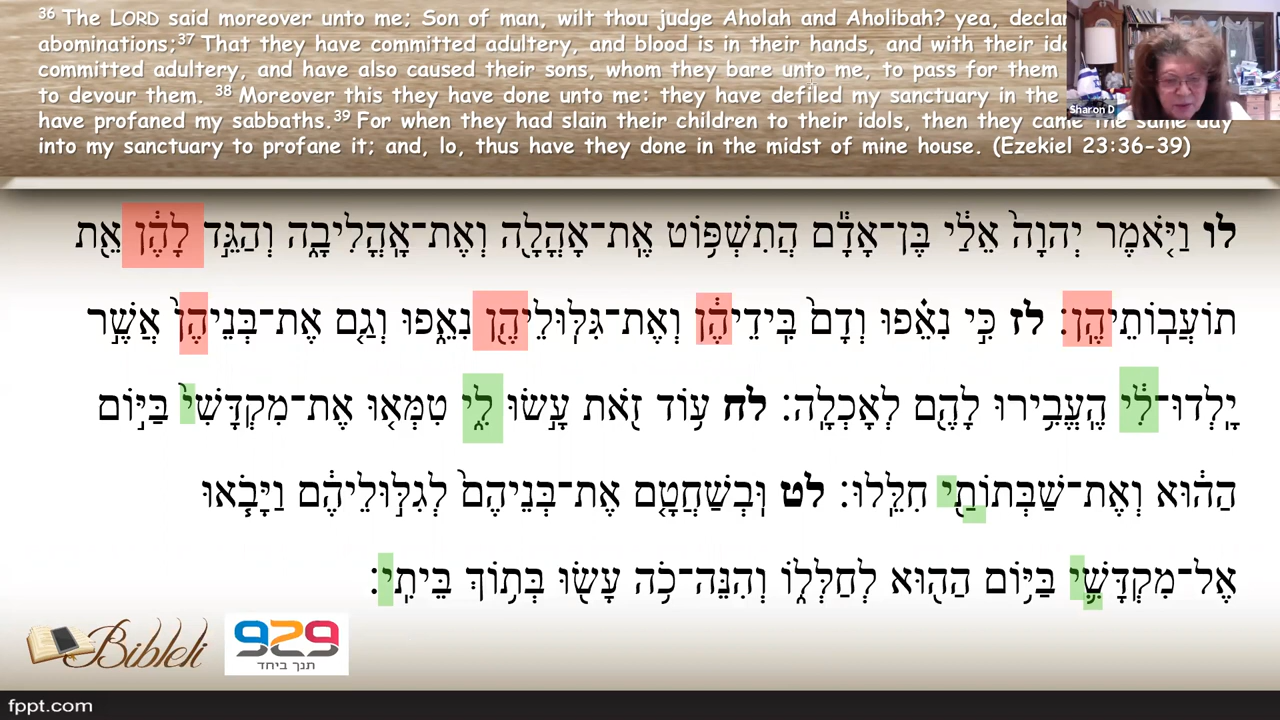 36 The LORD said moreover unto me; Son of man, wilt thou judge Aholah and Aholibah? yea,
abominations;37 That they have committed adultery, and blood is in their hands, and with their
committed adultery, and have also caused their sons, whom they bare unto me, to pass for them
to devour them. 38 Moreover this they have done unto me: they have defiled my sanctuary in the
Sharon D
have profaned my sabbaths.39 For when they had slain their children to their idols, then they came the same day
into my sanctuary to profane it; and, lo, thus have they done in the midst of mine house. (Ezekiel 23:36-39)
לו וַיֹּ֤אמֶר יְהוָה֙ אֵלַ֔י בֶּן־אָדָ֕ם הֲתִשְׁפּ֥וֹט אֶֽת־אָהֳלָ֖ה וְאֶת־אָהֳלִיבָ֑ה וְהַגֵּ֣ד לָהֶ֔ן אֵ֖ת
תוֹעֲבֽוֹתֵיהֶֽן׃ לז כִּ֣י נִאֵ֗פוּ וְדָם֙ בִּֽידֵיהֶ֔ן וְאֶת־גִּלּֽוּלֵיהֶ֖ן נִאֵ֑פוּ וְגַ֤ם אֶת־בְּנֵיהֶן֙ אֲשֶׁ֣ר
יָֽלְדוּ־לִ֔י הֶעֱבִ֥ירוּ לָהֶ֖ם לְאָכְלָֽה׃ לח ע֥וֹד זֹ֖את עָ֣שׂוּ לִ֑י טִמְּא֤וּ אֶת־מִקְדָּשִׁי֙ בַּיּ֣וֹם
הַה֔וּא וְאֶת־שַׁבְּתוֹתַ֖י חִלֵּֽלוּ׃ לט וּֽבְשַׁחֲטָ֤ם אֶת־בְּנֵיהֶם֙ לְגִלּ֣וּלֵיהֶ֔ם וַיָּבֹ֧אוּ
אֶל־מִקְדָּשִׁ֛י בַּיּ֥וֹם הַה֖וּא לְחַלְּל֑וֹ וְהִנֵּה־כֹ֥ה עָשׂ֖וּ בְּת֥וֹךְ בֵּיתִֽי׃
Bibleli
929
תנך ביחד
fppt.com